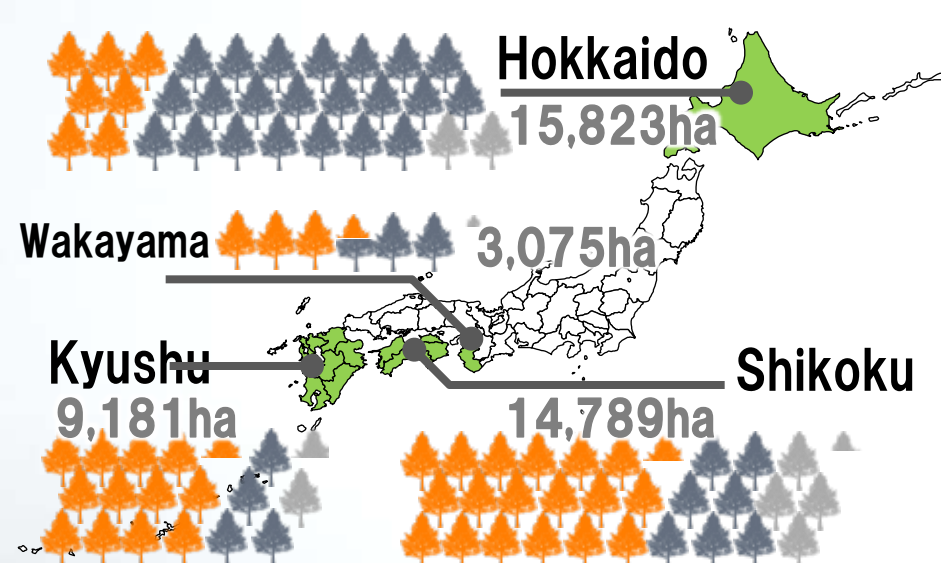 Hokkaido
15,823ha
Wakayama
3,075ha
Kyushu
9,181ha
Shikoku
14,789ha